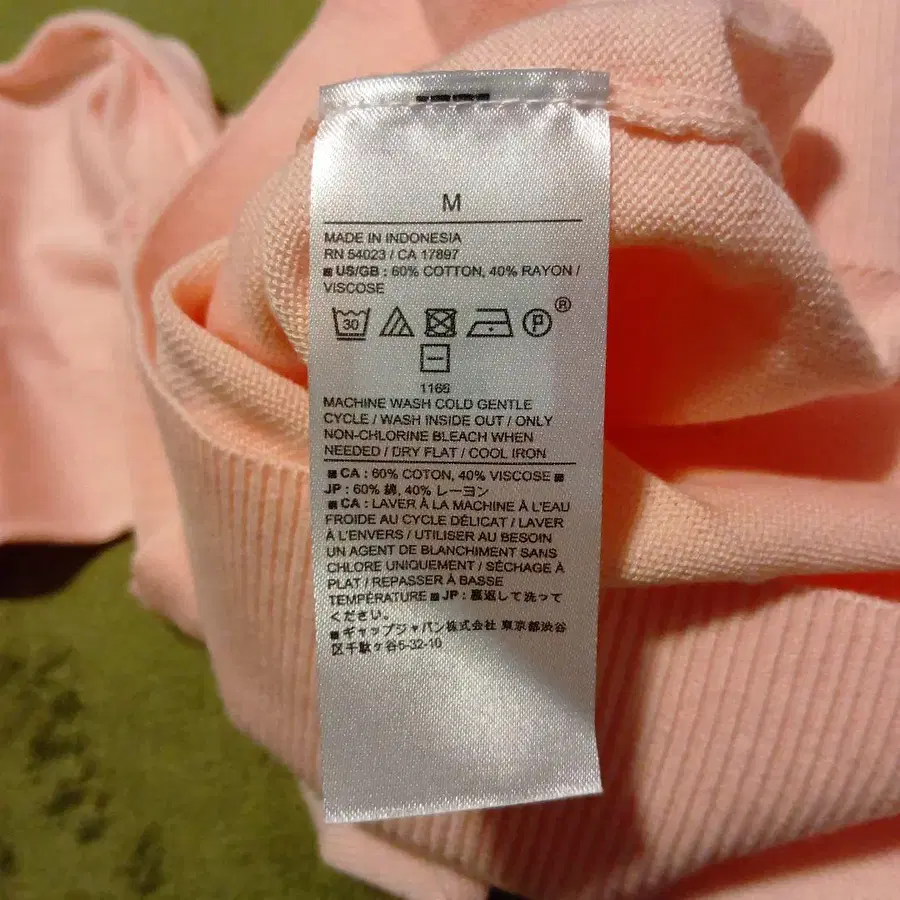 M
MADE IN INDONESIA
RN 54023 / CA 17897
US/GB : 60% COTTON, 40% RAYON /
VISCOSE
30 P ®
1166
MACHINE WASH COLD GENTLE
CYCLE / WASH INSIDE OUT / ONLY
NON-CHLORINE BLEACH WHEN
NEEDED / DRY FLAT / COOL IRON
CA : 60% COTON, 40% VISCOSE
JP : 60% 綿, 40% レーヨン
CA : LAVER À LA MACHINE À L'EAU
FROIDE AU CYCLE DÉLICAT / LAVER
À L'ENVERS / UTILISER AU BESOIN
UN AGENT DE BLANCHIMENT SANS
CHLORE UNIQUEMENT / SÉCHAGE À
PLAT / REPASSER À BASSE
TEMPÉRATURE JP : 裏返して洗って
ください。
ギャップジャパン株式会社 東京都渋谷
区千駄ヶ谷5-32-10